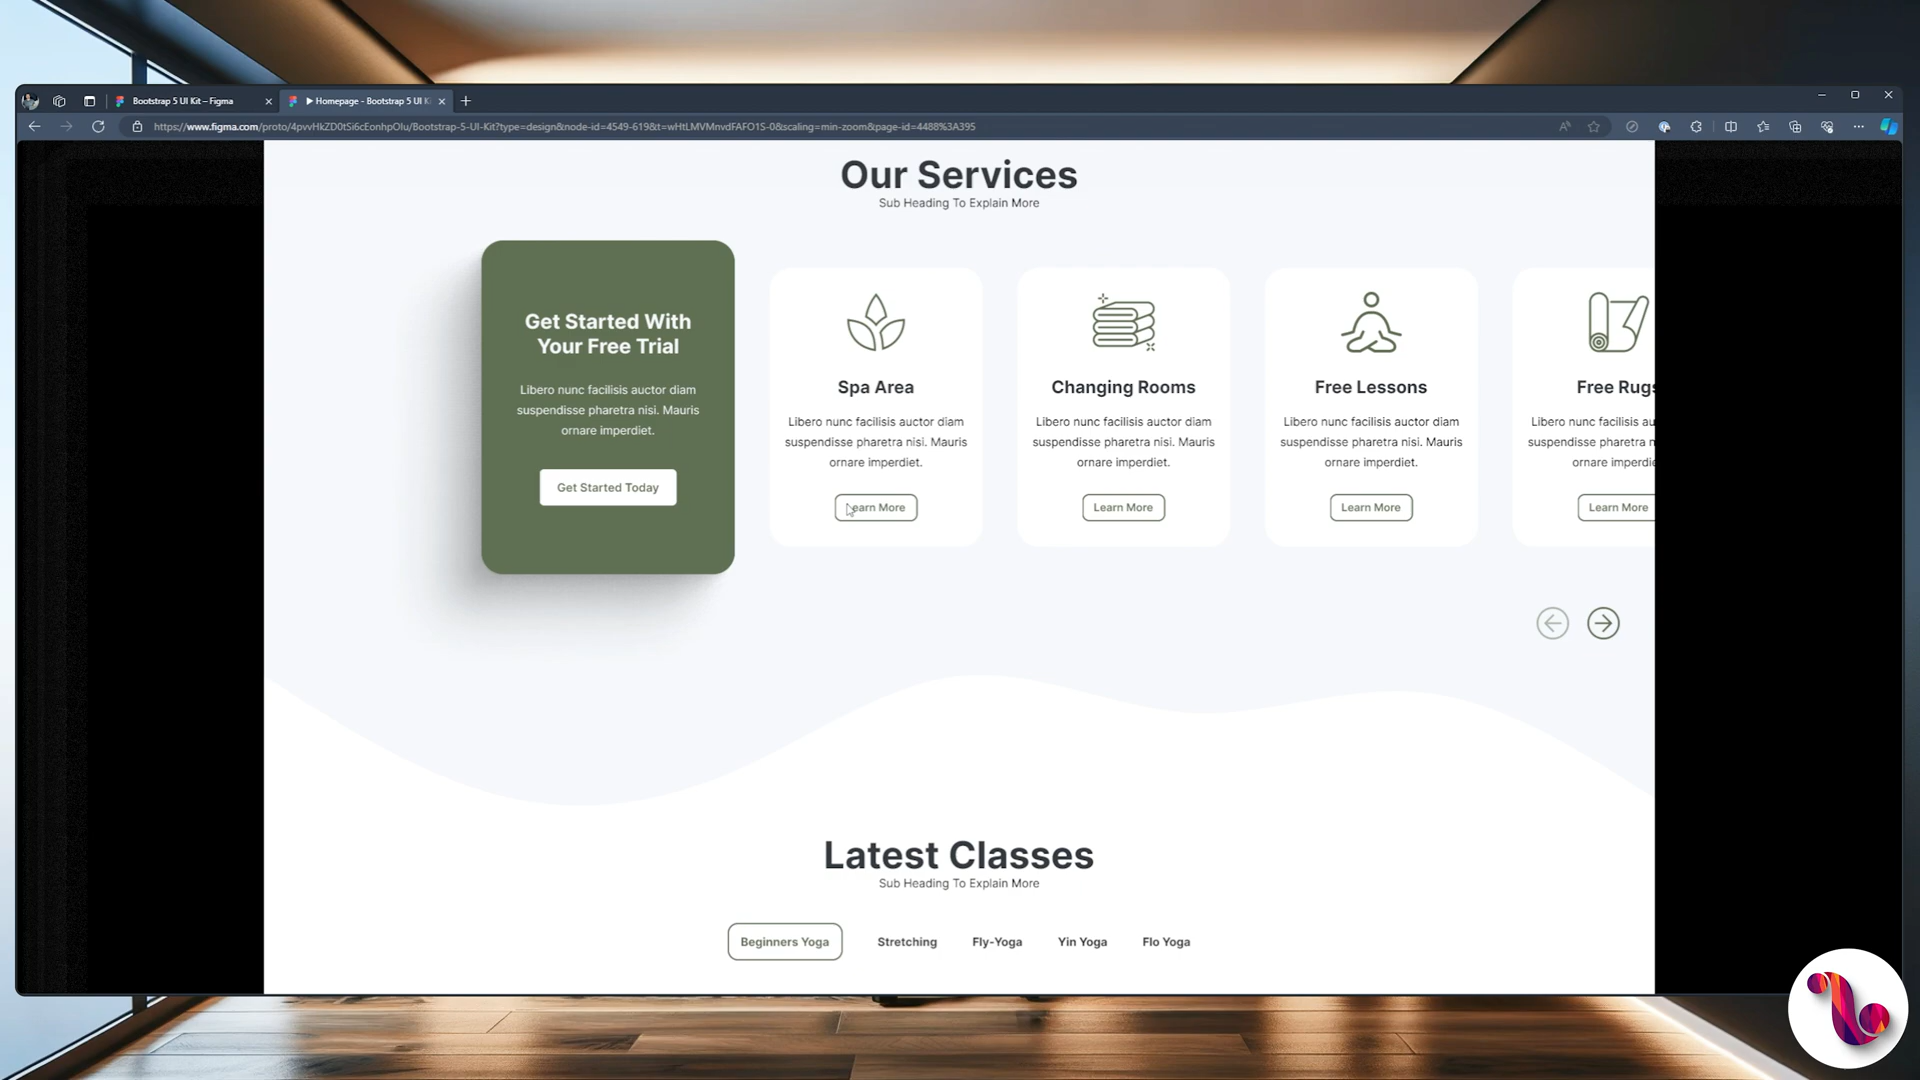 Bootstrap 5 UI Kit – Figma
Homepage - Bootstrap 5 UI Ki
https://www.figma.com/proto/4pvvHkZD0tSi6cEonhpOlu/Bootstrap-5-UI-Kit?type=design&node-id=4549-619&t=wHtLMVMnvdFAFO1S-0&scaling=min-zoom&page-id=4488%3A395
Our Services
Sub Heading To Explain More
Get Started With
Your Free Trial
Libero nunc facilisis auctor diam
suspendisse pharetra nisi. Mauris
ornare imperdiet.
Get Started Today
Spa Area
Libero nunc facilisis auctor diam
suspendisse pharetra nisi. Mauris
ornare imperdiet.
Learn More
Changing Rooms
Libero nunc facilisis auctor diam
suspendisse pharetra nisi. Mauris
ornare imperdiet.
Learn More
Free Lessons
Libero nunc facilisis auctor diam
suspendisse pharetra nisi. Mauris
ornare imperdiet.
Learn More
Free Rugs
Libero nunc facilisis a
suspendisse pharetra n
ornare imperdie
Learn More
Latest Classes
Sub Heading To Explain More
Beginners Yoga
Stretching
Fly-Yoga
Yin Yoga
Flo Yoga